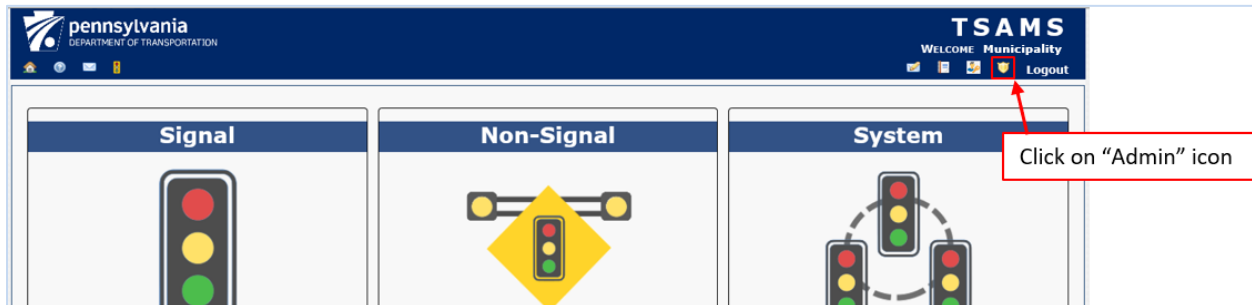 pennsylvania
DEPARTMENT OF TRANSPORTATION
TSAMS
WELCOME Municipality
Logout
Signal
Non-Signal
System
Click on “Admin” icon